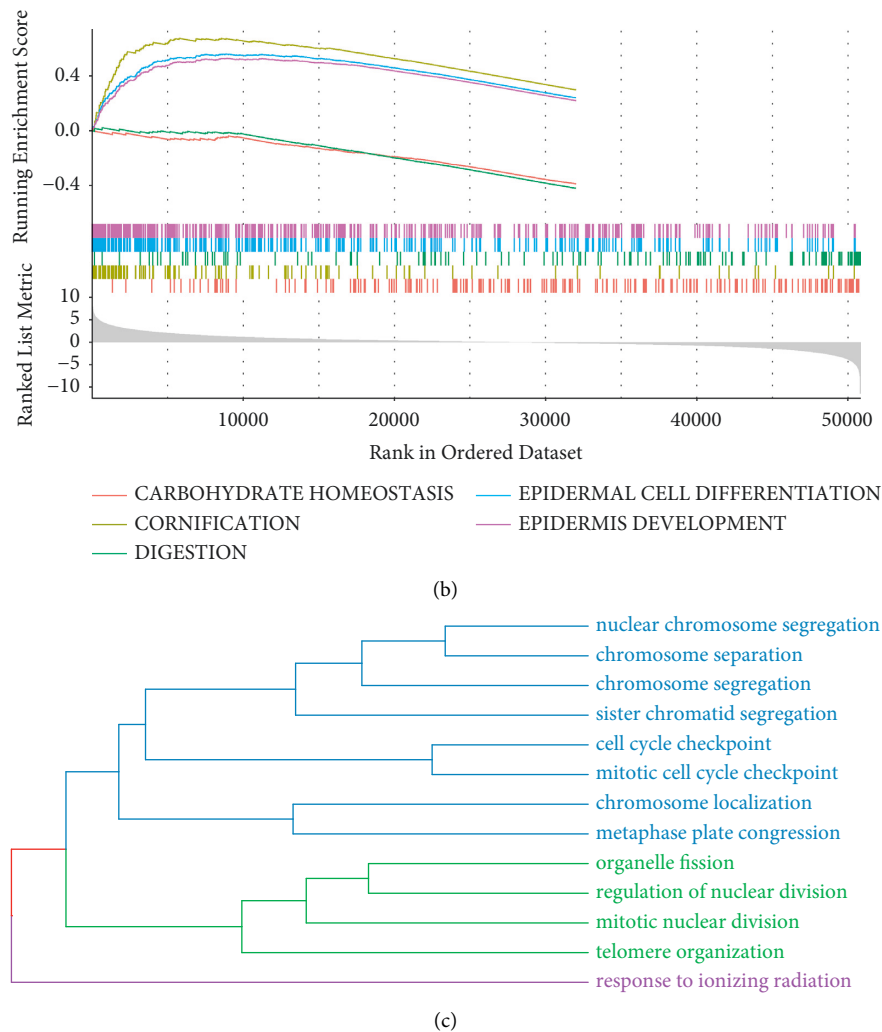 Running Enrichment Score
0.4
0.0
−0.4
Ranked List Metric
10
5
0
−5
−10
10000 20000 30000 40000 50000
Rank in Ordered Dataset
CARBOHYDRATE HOMEOSTASIS EPIDERMAL CELL DIFFERENTIATION
CORNIFICATION EPIDERMIS DEVELOPMENT
DIGESTION
(b)
nuclear chromosome segregation
chromosome separation
chromosome segregation
sister chromatid segregation
cell cycle checkpoint
mitotic cell cycle checkpoint
chromosome localization
metaphase plate congression
organelle fission
regulation of nuclear division
mitotic nuclear division
telomere organization
response to ionizing radiation
(c)